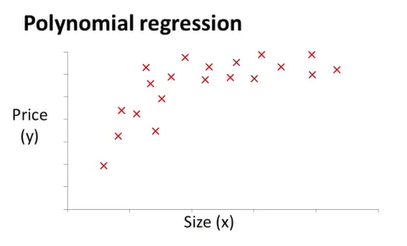 Polynomial regression
Price
(y)
Size (x)